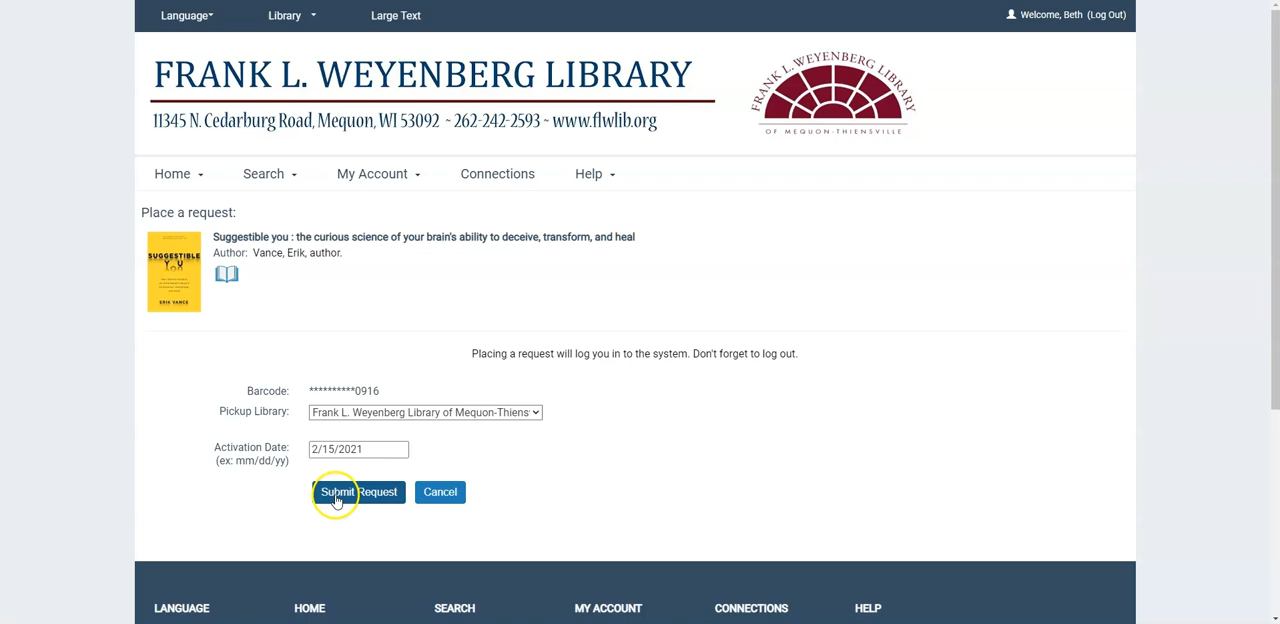 Language Library Large Text Welcome, Beth (Log Out)
FRANK L. WEYENBERG LIBRARY
11345 N. Cedarburg Road, Mequon, WI 53092 ~ 262-242-2593 ~ www.flwlib.org
FRANK L. WEYENBERG LIBRARY
OF MEQUON-THIENSVILLE
Home Search My Account Connections Help
Place a request:
Suggestible you : the curious science of your brain's ability to deceive, transform, and heal
Author: Vance, Erik, author.
SUGGESTIBLE
YOU
ERIK VANCE
Placing a request will log you in to the system. Don't forget to log out.
Barcode: **********0916
Pickup Library: Frank L. Weyenberg Library of Mequon-Thiens
Activation Date: 2/15/2021
(ex: mm/dd/yy)
Submit Request Cancel
LANGUAGE HOME SEARCH MY ACCOUNT CONNECTIONS HELP